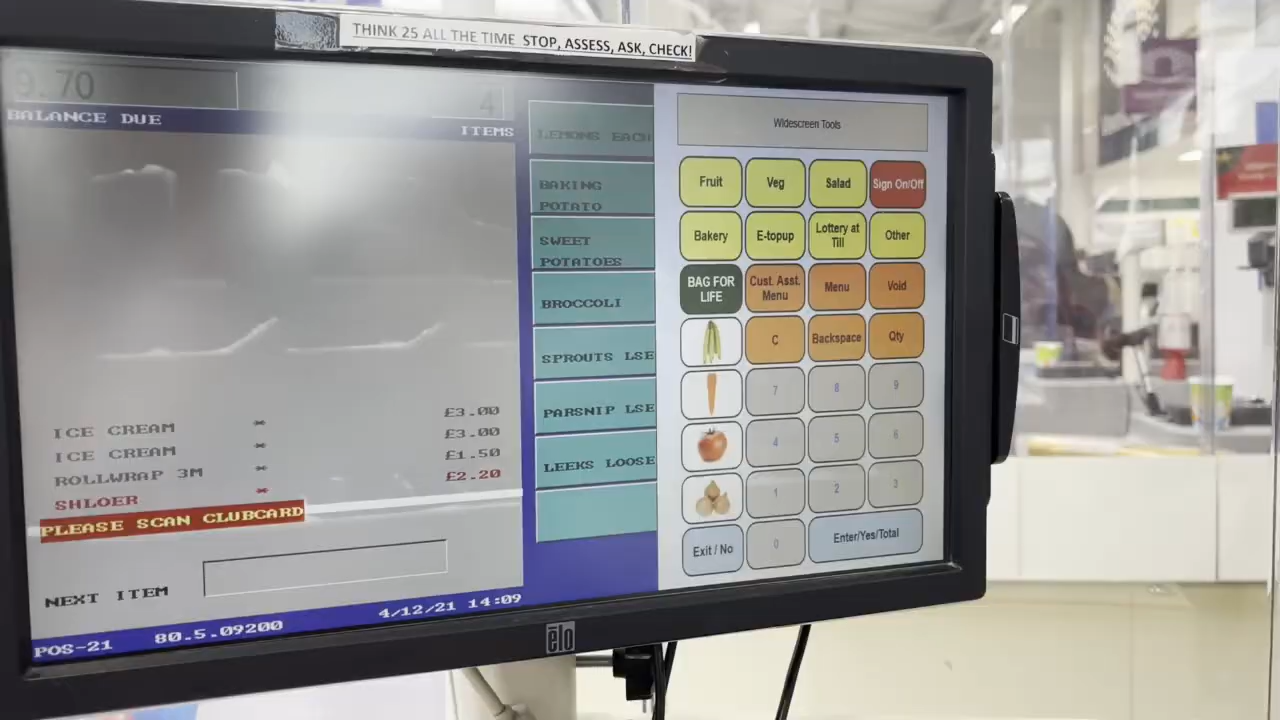 THINK 25 ALL THE TIME STOP, ASSESS, ASK, CHECK!
9.70
4
BALANCE DUE
ITEMS
ICE CREAM * £3.00
ICE CREAM * £3.00
ROLLWRAP 3M * £1.50
SHLOER * £2.20
PLEASE SCAN CLUBCARD
NEXT ITEM
POS-21 80.5.09200 4/12/21 14:09
LEMONS EACH
BAKING
POTATO
SWEET
POTATOES
BROCCOLI
SPROUTS LSE
PARSNIP LSE
LEEKS LOOSE
Widescreen Tools
Fruit
Veg
Salad
Sign On/Off
Bakery
E-topup
Lottery at
Till
Other
BAG FOR
LIFE
Cust. Asst.
Menu
Menu
Void
C
Backspace
Qty
7
8
9
4
5
6
1
2
3
Exit / No
0
Enter/Yes/Total
elo